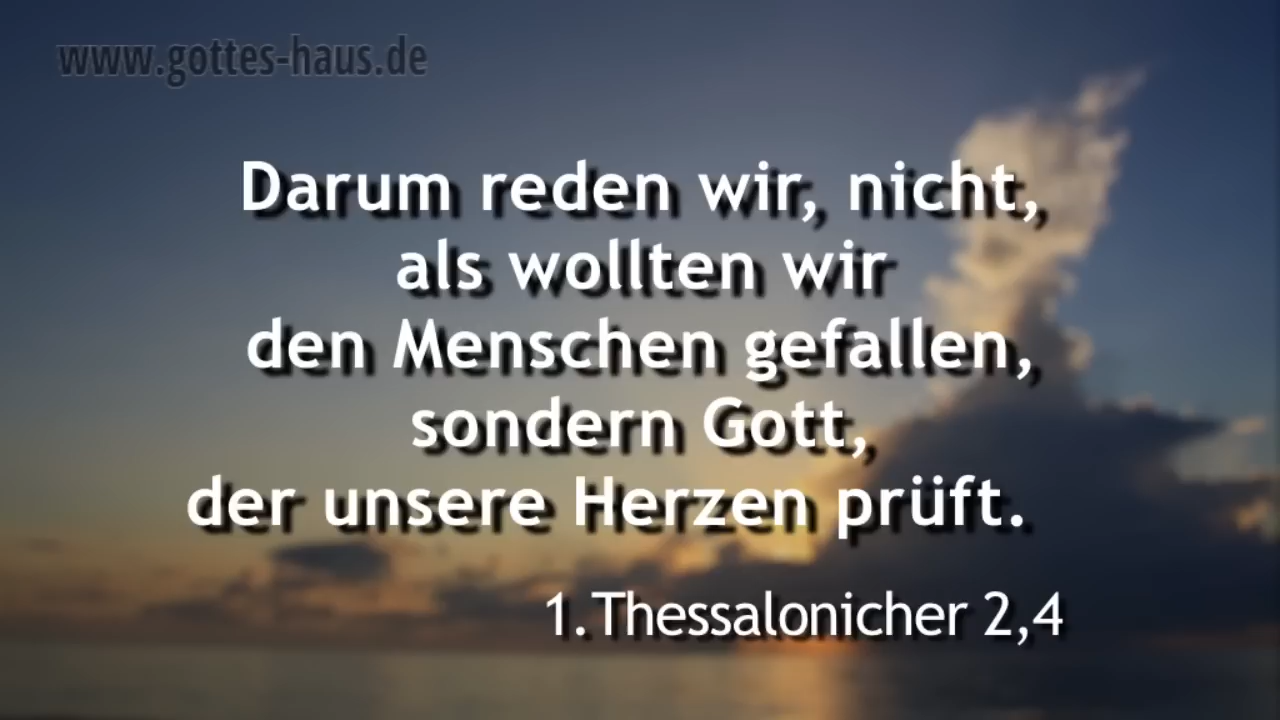 www.gottes-haus.de
Darum reden wir, nicht,
als wollten wir
den Menschen gefallen,
sondern Gott,
der unsere Herzen prüft.
1.Thessalonicher 2,4